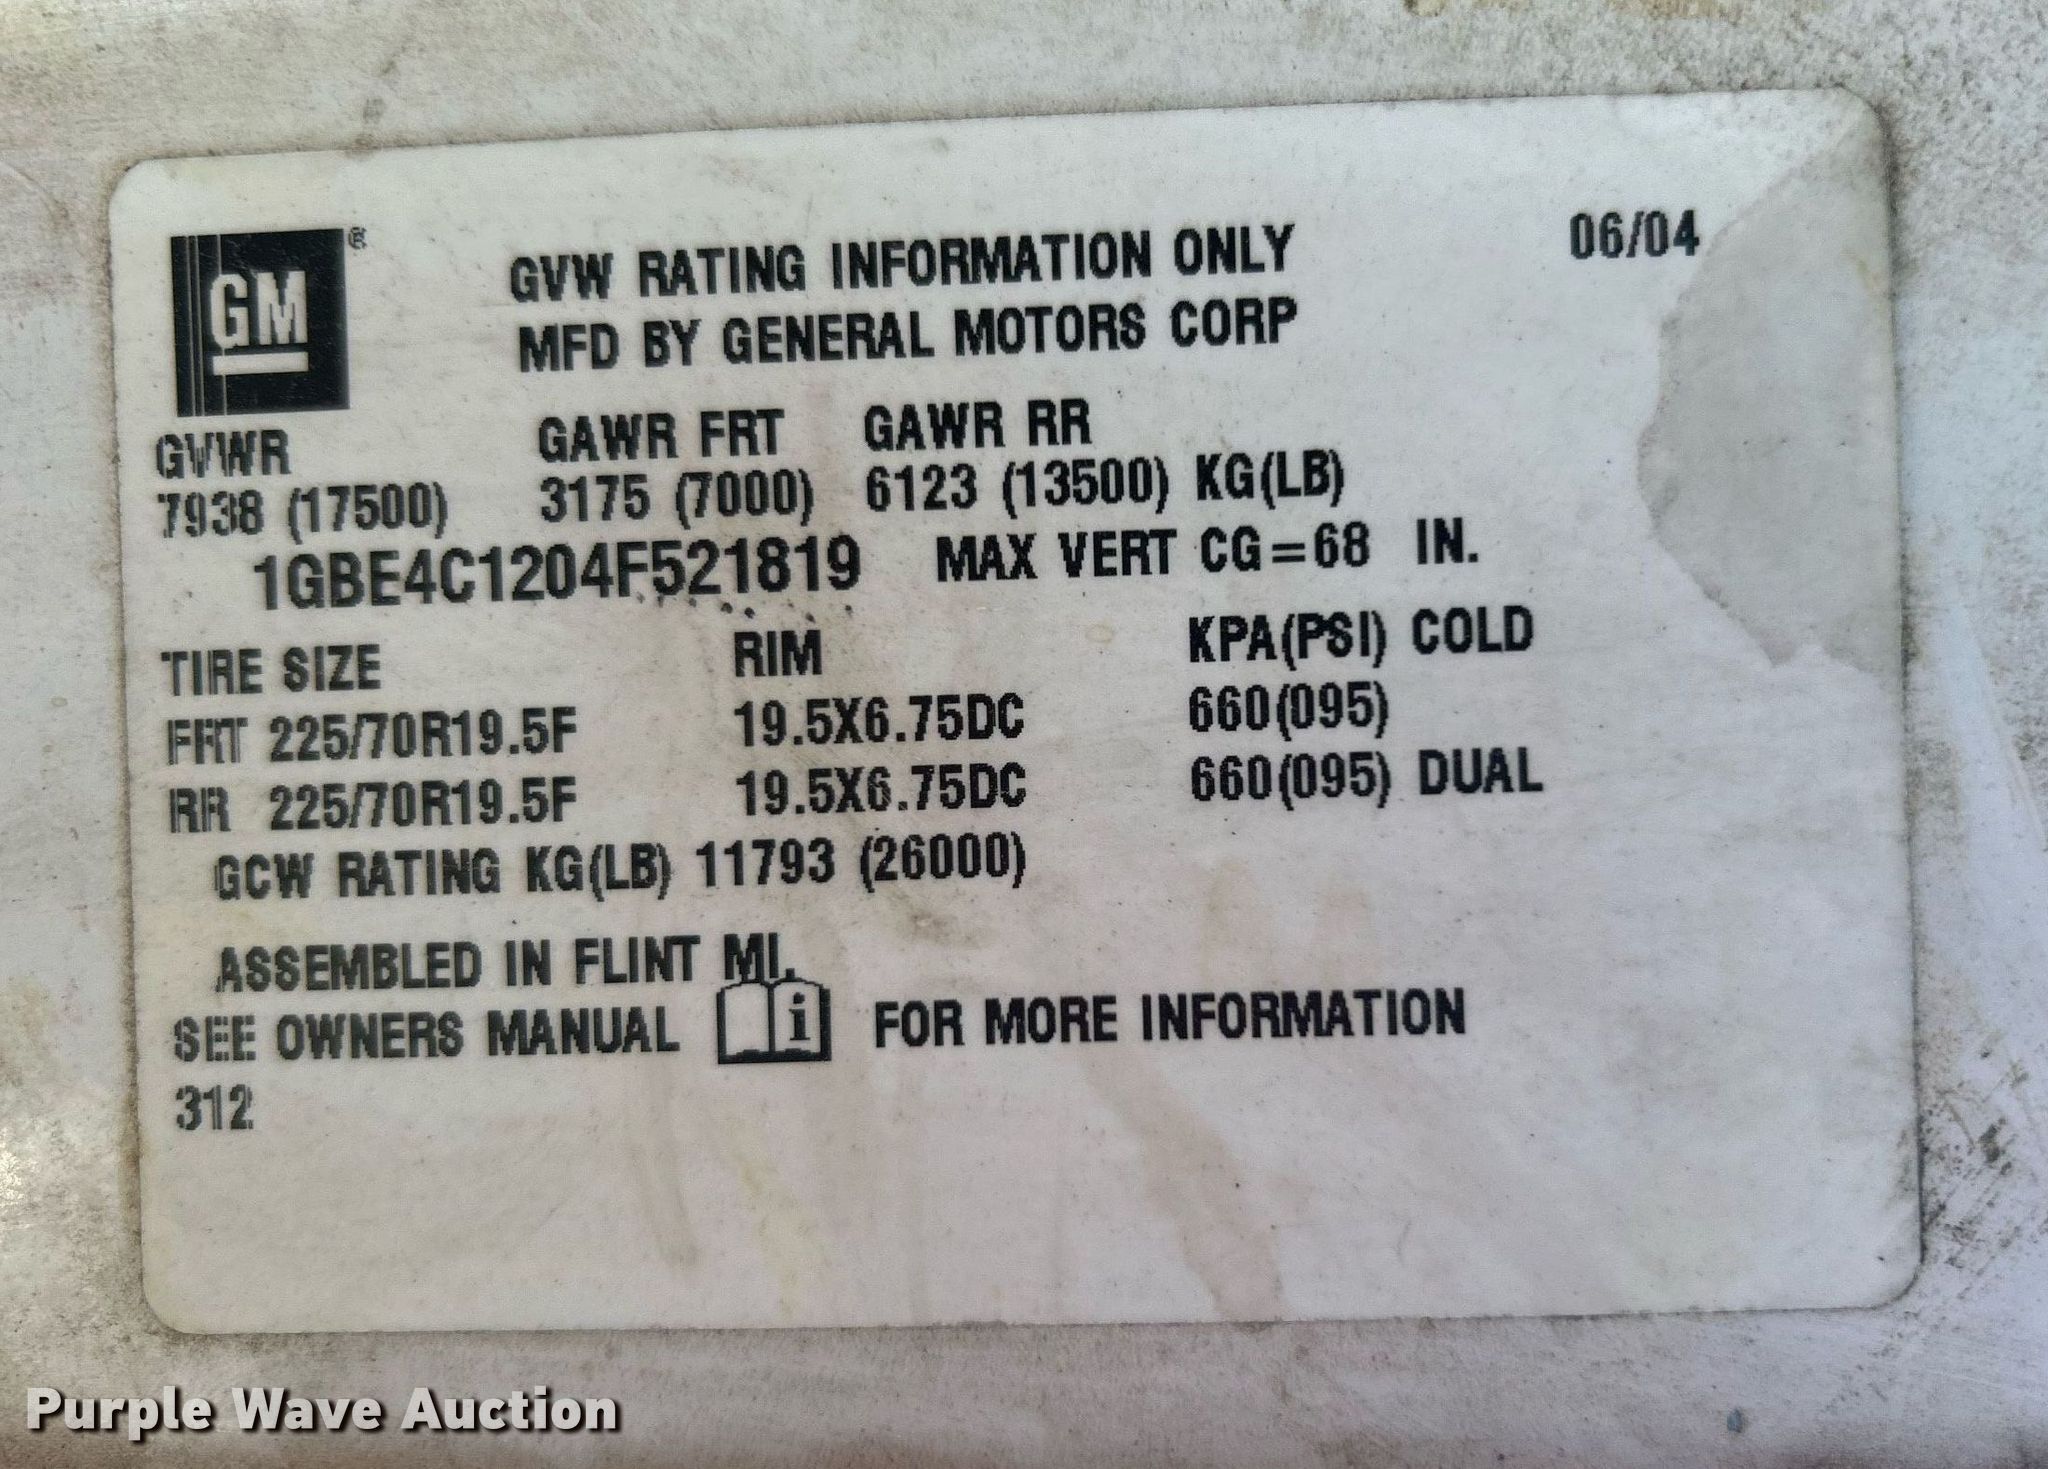 GM ®
GVW RATING INFORMATION ONLY 06/04
MFD BY GENERAL MOTORS CORP
GVWR GAWR FRT GAWR RR
7938 (17500) 3175 (7000) 6123 (13500) KG(LB)
1GBE4C1204F521819 MAX VERT CG=68 IN.
TIRE SIZE RIM KPA(PSI) COLD
FRT 225/70R19.5F 19.5X6.75DC 660(095)
RR 225/70R19.5F 19.5X6.75DC 660(095) DUAL
GCW RATING KG(LB) 11793 (26000)
ASSEMBLED IN FLINT MI.
SEE OWNERS MANUAL i FOR MORE INFORMATION
312
Purple Wave Auction